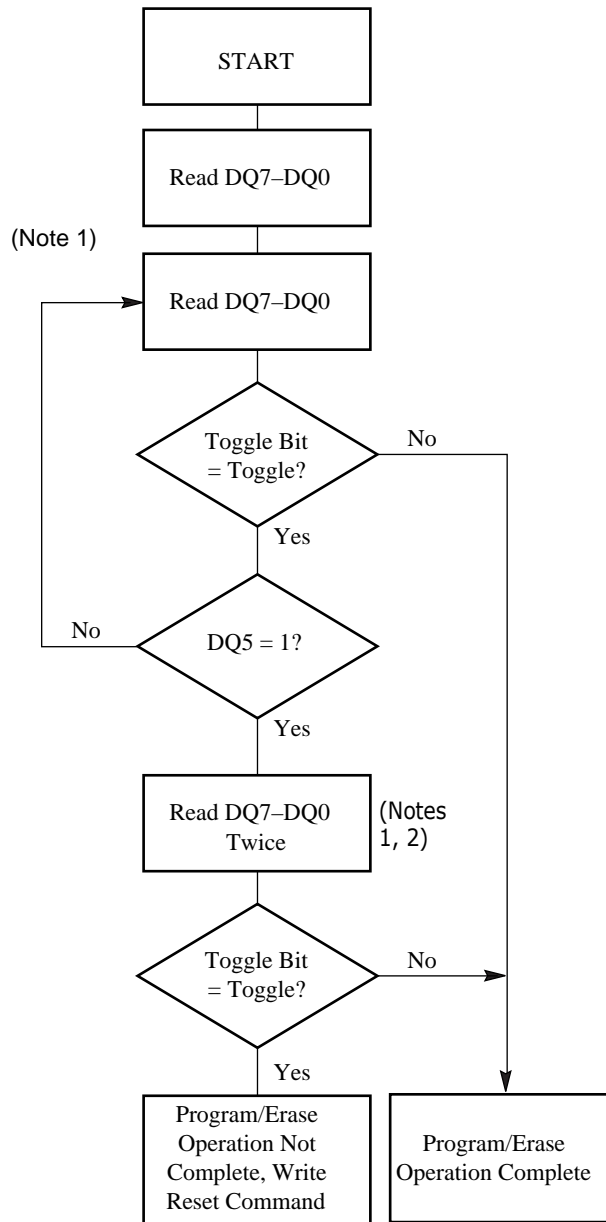 START
Read DQ7–DQ0
(Note 1)
Read DQ7–DQ0
Toggle Bit
= Toggle?
No
Yes
No
DQ5 = 1?
Yes
Read DQ7–DQ0
Twice
(Notes
1, 2)
Toggle Bit
= Toggle?
No
Yes
Program/Erase
Operation Not
Complete, Write
Reset Command
Program/Erase
Operation Complete